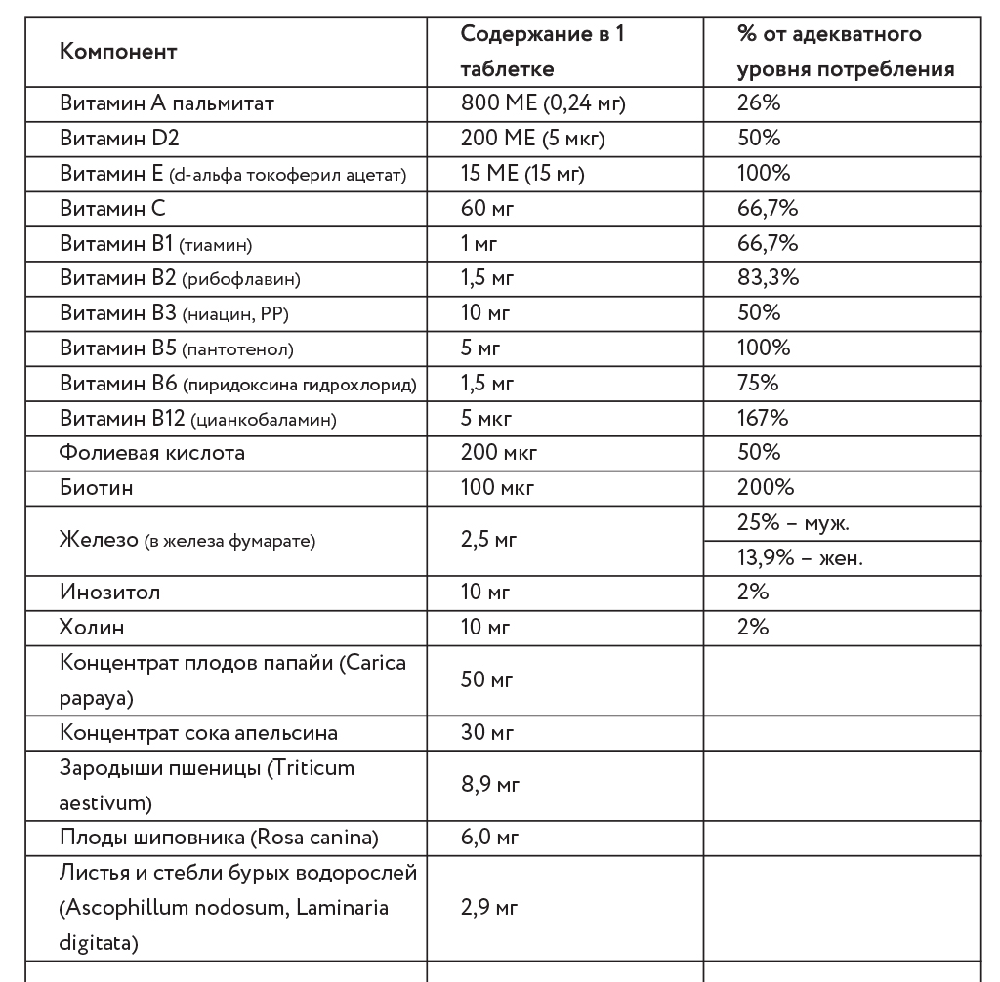 Компонент
Содержание в 1
таблетке
% от адекватного
уровня потребления
Витамин А пальмитат 800 МЕ (0,24 мг) 26%
Витамин D2 200 МЕ (5 мкг) 50%
Витамин Е (d-альфа токоферил ацетат) 15 МЕ (15 мг) 100%
Витамин С 60 мг 66,7%
Витамин В1 (тиамин) 1 мг 66,7%
Витамин В2 (рибофлавин) 1,5 мг 83,3%
Витамин В3 (ниацин, РР) 10 мг 50%
Витамин В5 (пантотенол) 5 мг 100%
Витамин В6 (пиридоксина гидрохлорид) 1,5 мг 75%
Витамин В12 (цианкобаламин) 5 мкг 167%
Фолиевая кислота 200 мкг 50%
Биотин 100 мкг 200%
Железо (в железа фумарате) 2,5 мг
25% – муж.
13,9% – жен.
Инозитол 10 мг 2%
Холин 10 мг 2%
Концентрат плодов папайи (Carica
papaya)
50 мг
Концентрат сока апельсина 30 мг
Зародыши пшеницы (Triticum
aestivum)
8,9 мг
Плоды шиповника (Rosa canina) 6,0 мг
Листья и стебли бурых водорослей
(Ascophillum nodosum, Laminaria
digitata)
2,9 мг